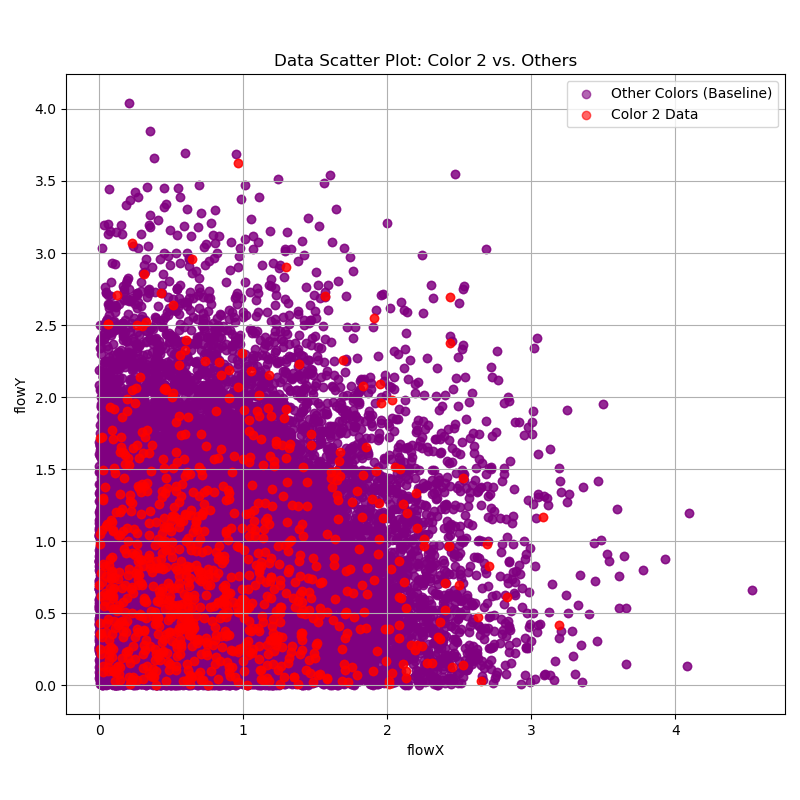 Data Scatter Plot: Color 2 vs. Others
Other Colors (Baseline)
Color 2 Data
4.0
3.5
3.0
2.5
2.0
1.5
1.0
0.5
0.0
flowY
0 1 2 3 4
flowX